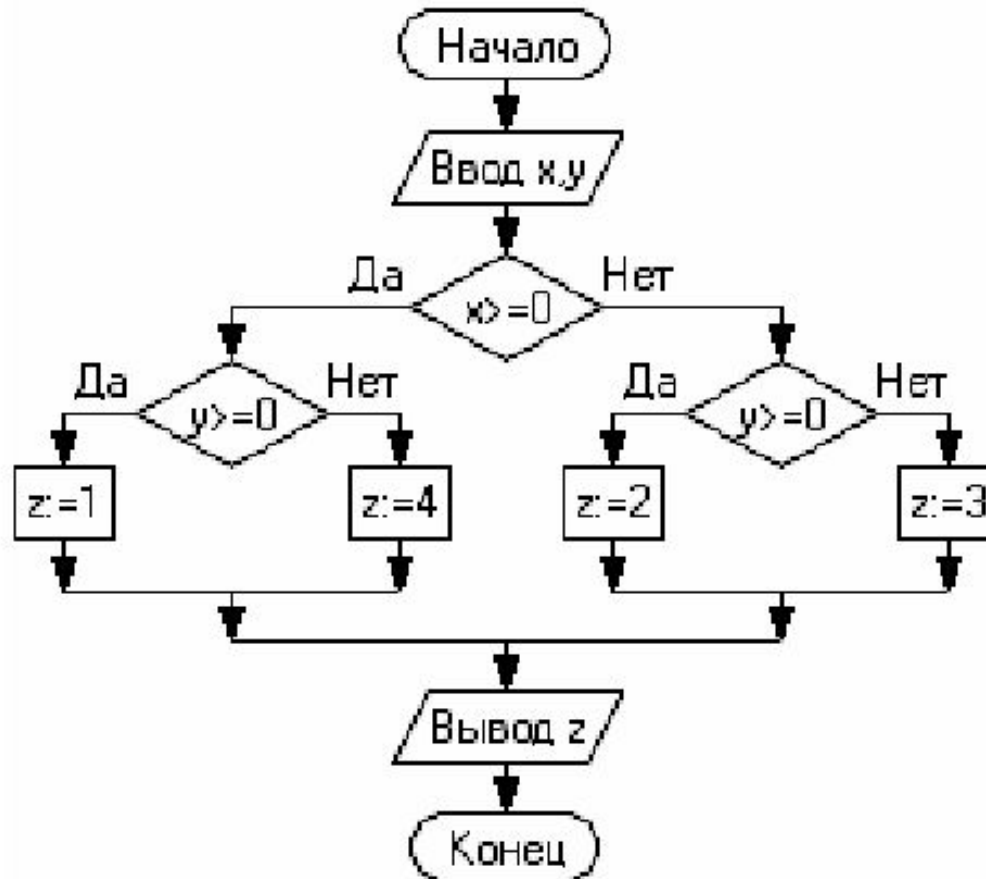 Начало
Ввод x,y
Да
Нет
x>=0
Да
Нет
Да
Нет
y>=0
y>=0
z:=1
z:=4
z:=2
z:=3
Вывод z
Конец